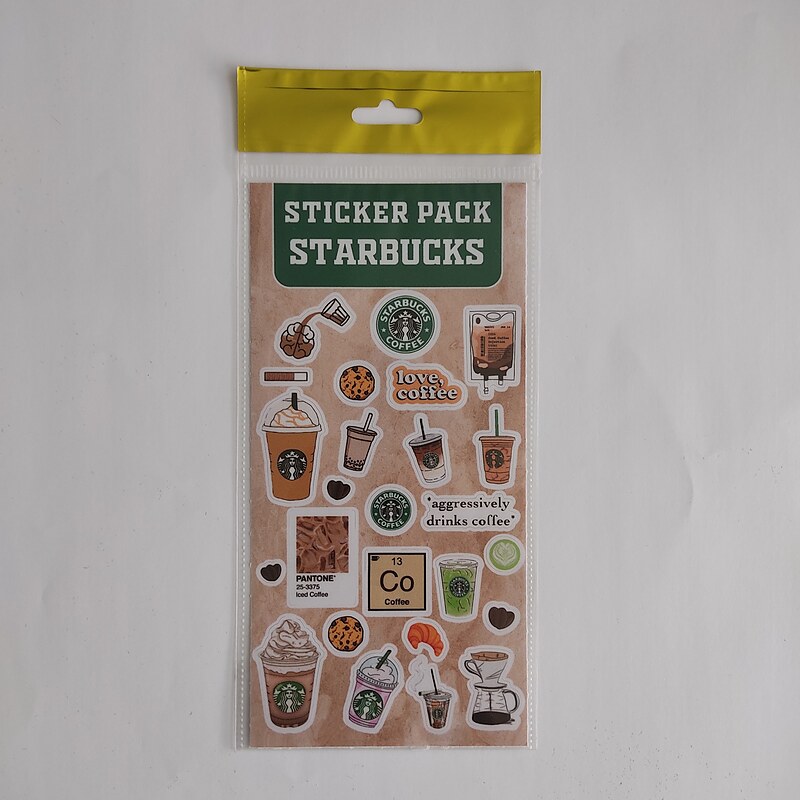 STICKER PACK
STARBUCKS
STARBUCKS
COFFEE
love,
coffee
STARBUCKS
COFFEE
*aggressively
drinks coffee*
PANTONE®
25-3375
Iced Coffee
13
Co
Coffee